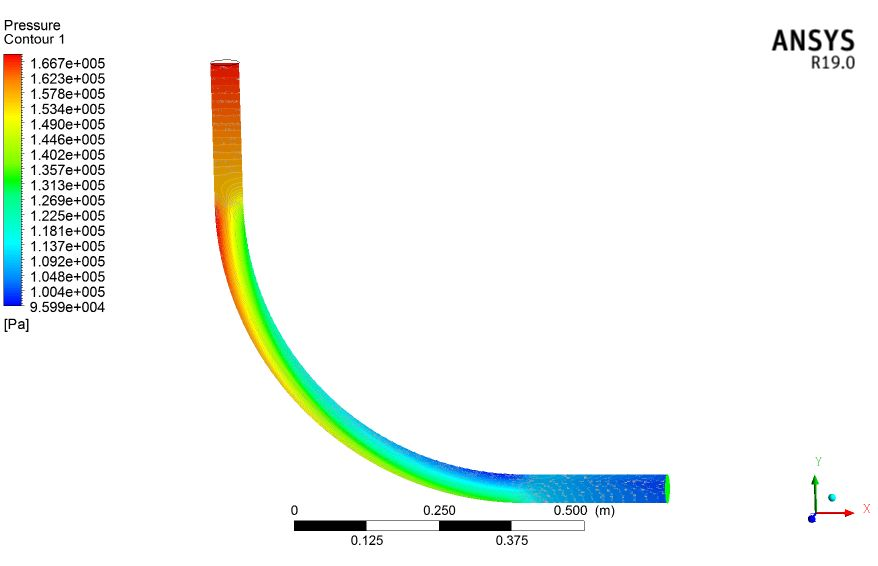 Pressure
Contour 1
1.667e+005
1.623e+005
1.578e+005
1.534e+005
1.490e+005
1.446e+005
1.402e+005
1.357e+005
1.313e+005
1.269e+005
1.225e+005
1.181e+005
1.137e+005
1.092e+005
1.048e+005
1.004e+005
9.599e+004
[Pa]
ANSYS
R19.0
0 0.250 0.500 (m)
0.125 0.375
Y
X